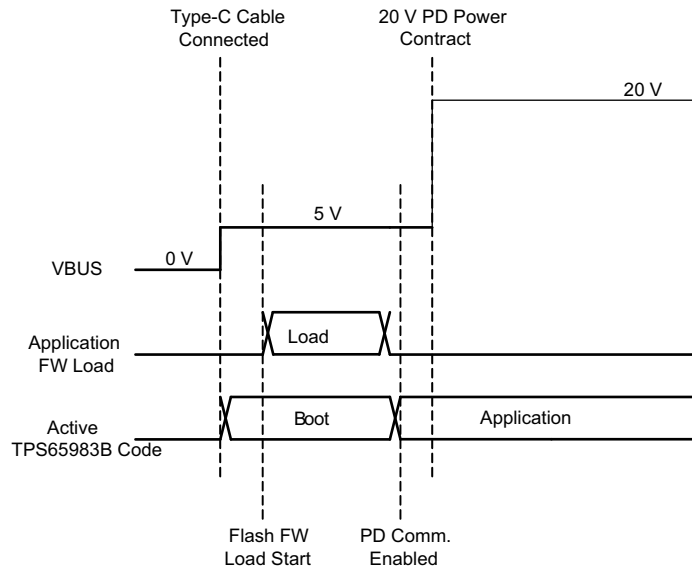 Type-C Cable
Connected
20 V PD Power
Contract
20 V
5 V
0 V
VBUS
Load
Application
FW Load
Boot
Application
Active
TPS65983B Code
Flash FW
Load Start
PD Comm.
Enabled